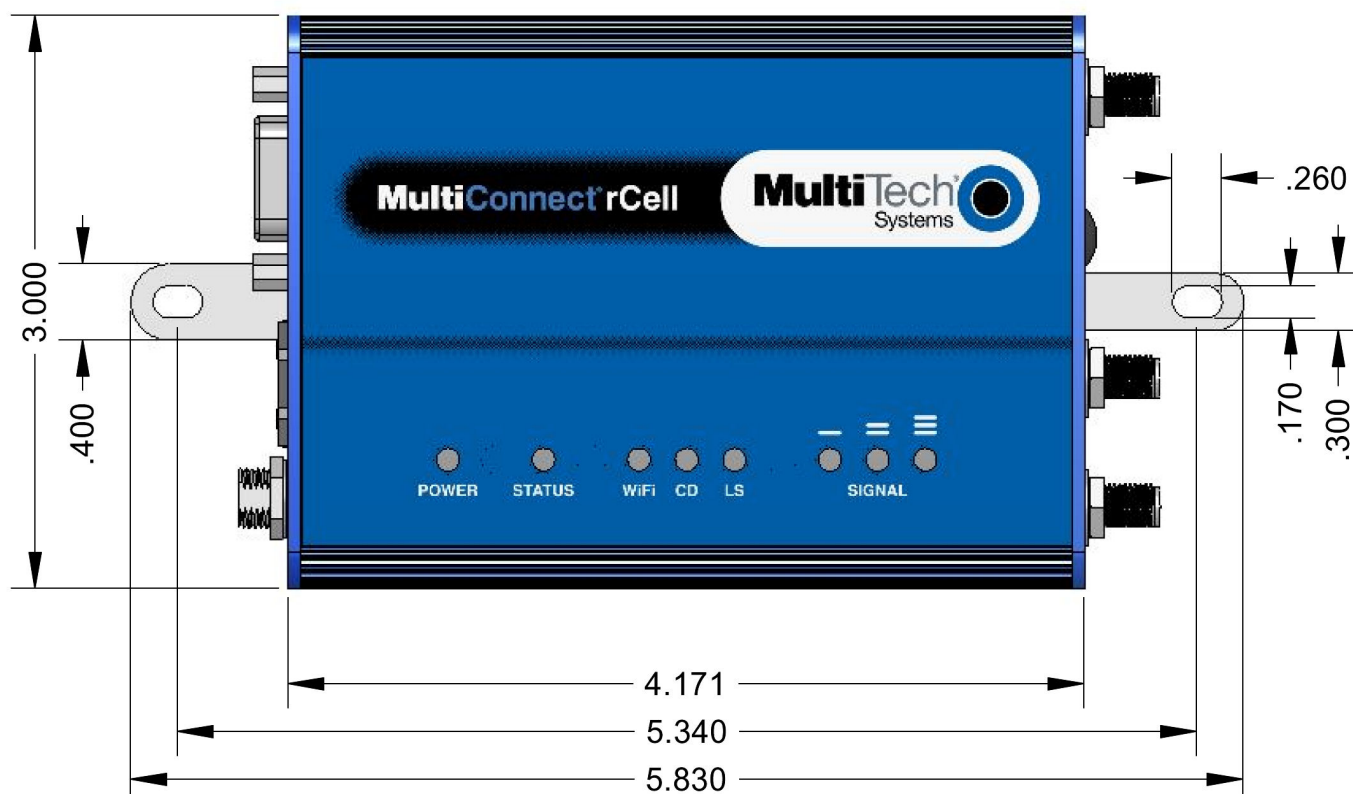 MultiConnect® rCell
MultiTech®
Systems
.260
3.000
.400
.170
.300
POWER STATUS WiFi CD LS SIGNAL
4.171
5.340
5.830